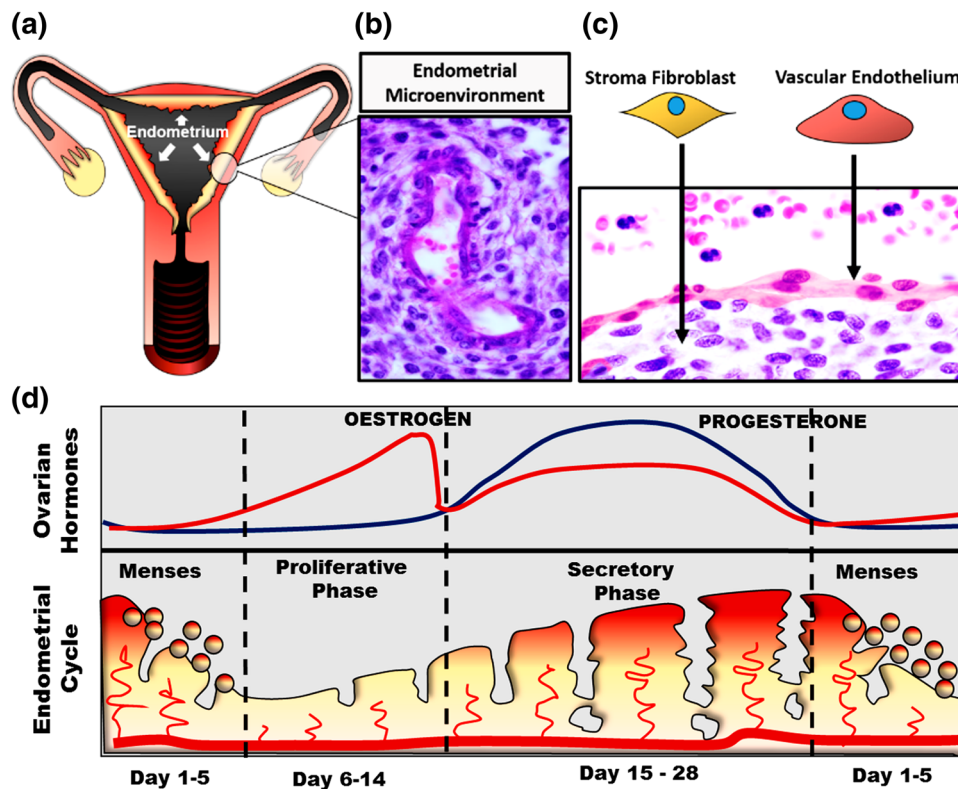 (a)
Endometrium
(b)
Endometrial
Microenvironment
(c)
Stroma Fibroblast
Vascular Endothelium
(d)
Ovarian
Hormones
OESTROGEN
PROGESTERONE
Endometrial
Cycle
Menses
Proliferative
Phase
Secretory
Phase
Menses
Day 1-5
Day 6-14
Day 15 - 28
Day 1-5